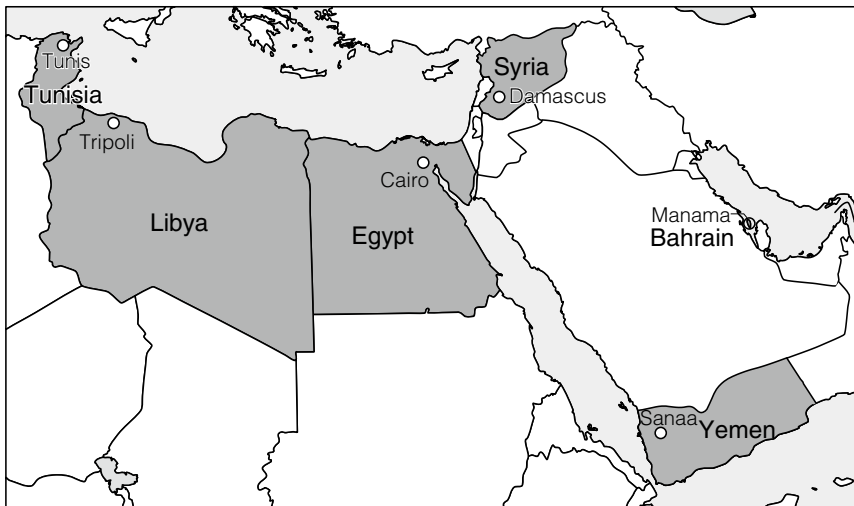 Tunis
Tunisia
Tripoli
Libya
Egypt
Cairo
Syria
Damascus
Manama
Bahrain
Sanaa
Yemen